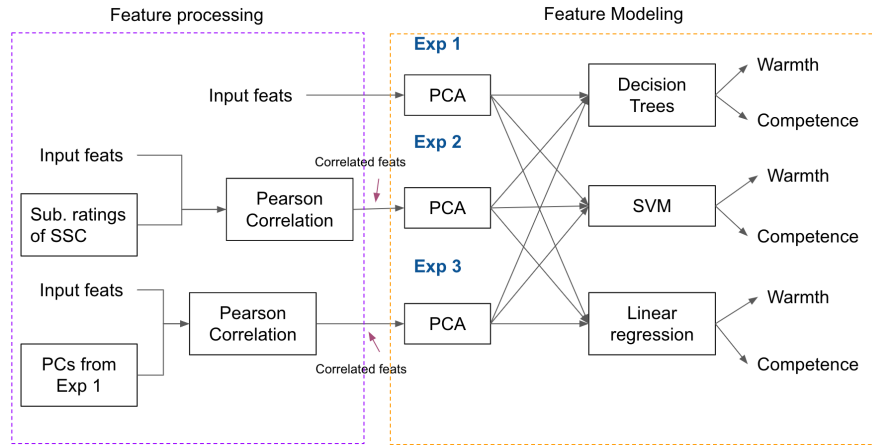 Feature processing
Feature Modeling
Exp 1
Input feats
PCA
Decision
Trees
Warmth
Competence
Exp 2
Input feats
Correlated feats
Sub. ratings
of SSC
Pearson
Correlation
PCA
SVM
Warmth
Competence
Exp 3
Input feats
PCs from
Exp 1
Pearson
Correlation
Correlated feats
PCA
Linear
regression
Warmth
Competence